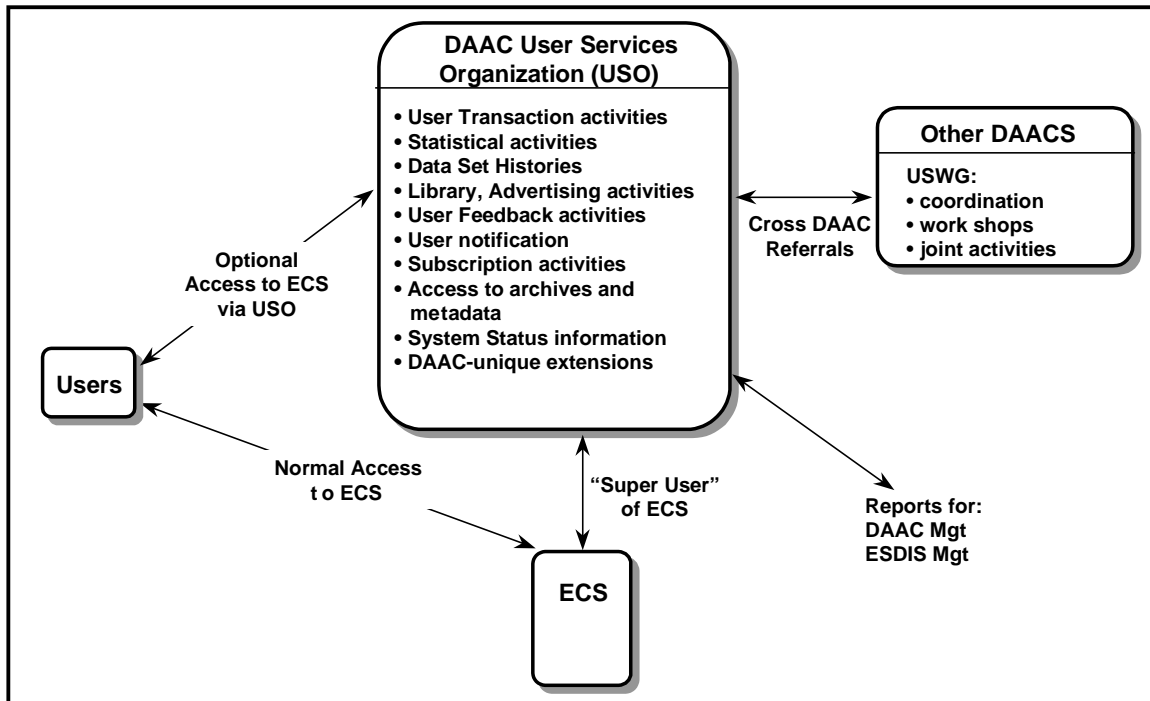 DAAC User Services
Organization (USO)
• User Transaction activities
• Statistical activities
• Data Set Histories
• Library, Advertising activities
• User Feedback activities
• User notification
• Subscription activities
• Access to archives and
metadata
• System Status information
• DAAC-unique extensions
Other DAACS
USWG:
• coordination
• work shops
• joint activities
Cross DAAC
Referrals
Optional
Access to ECS
via USO
Users
Normal Access
t o ECS
“Super User”
of ECS
Reports for:
DAAC Mgt
ESDIS Mgt
ECS